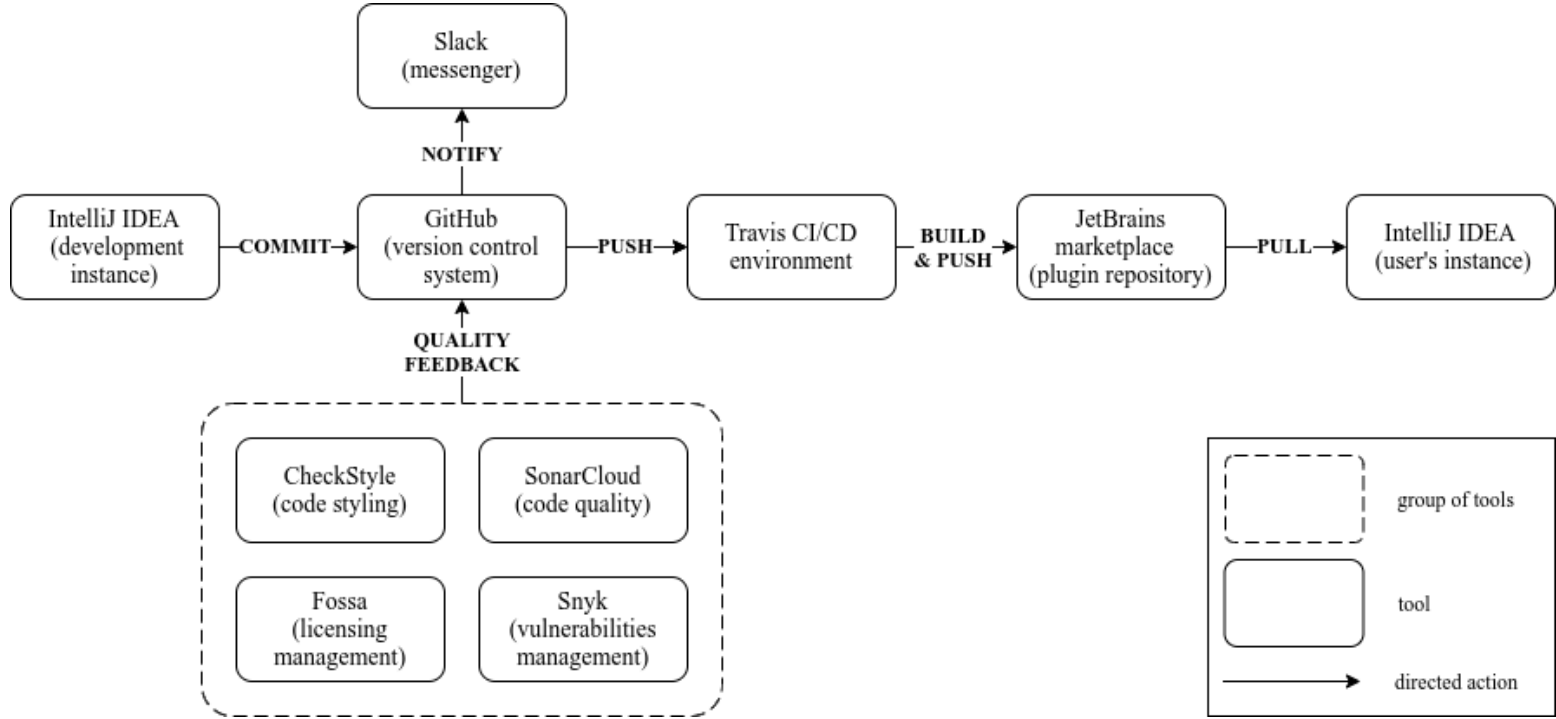 Slack
(messenger)
NOTIFY
IntelliJ IDEA
(development
instance)
COMMIT
GitHub
(version control
system)
PUSH
Travis CI/CD
environment
BUILD
& PUSH
JetBrains
marketplace
(plugin repository)
PULL
IntelliJ IDEA
(user's instance)
QUALITY
FEEDBACK
CheckStyle
(code styling)
SonarCloud
(code quality)
Fossa
(licensing
management)
Snyk
(vulnerabilities
management)
group of tools
tool
directed action